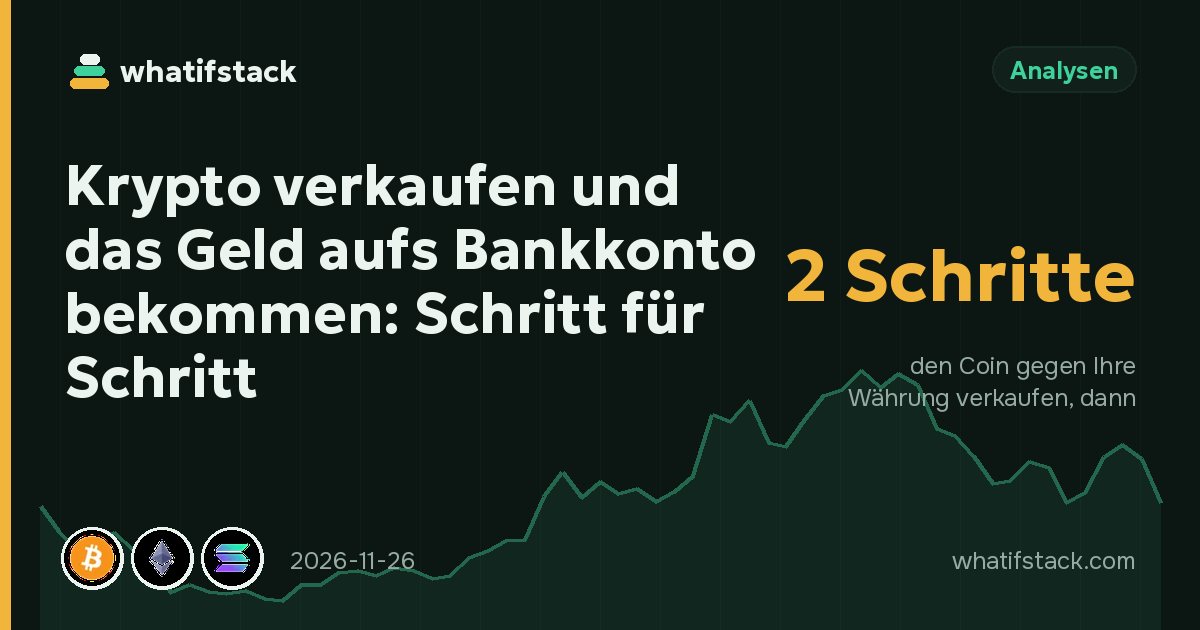 whatifstack
Analysen
Krypto verkaufen und
das Geld aufs Bankkonto
bekommen: Schritt für
Schritt
2 Schritte
den Coin gegen Ihre
Währung verkaufen, dann
2026-11-26
whatifstack.com